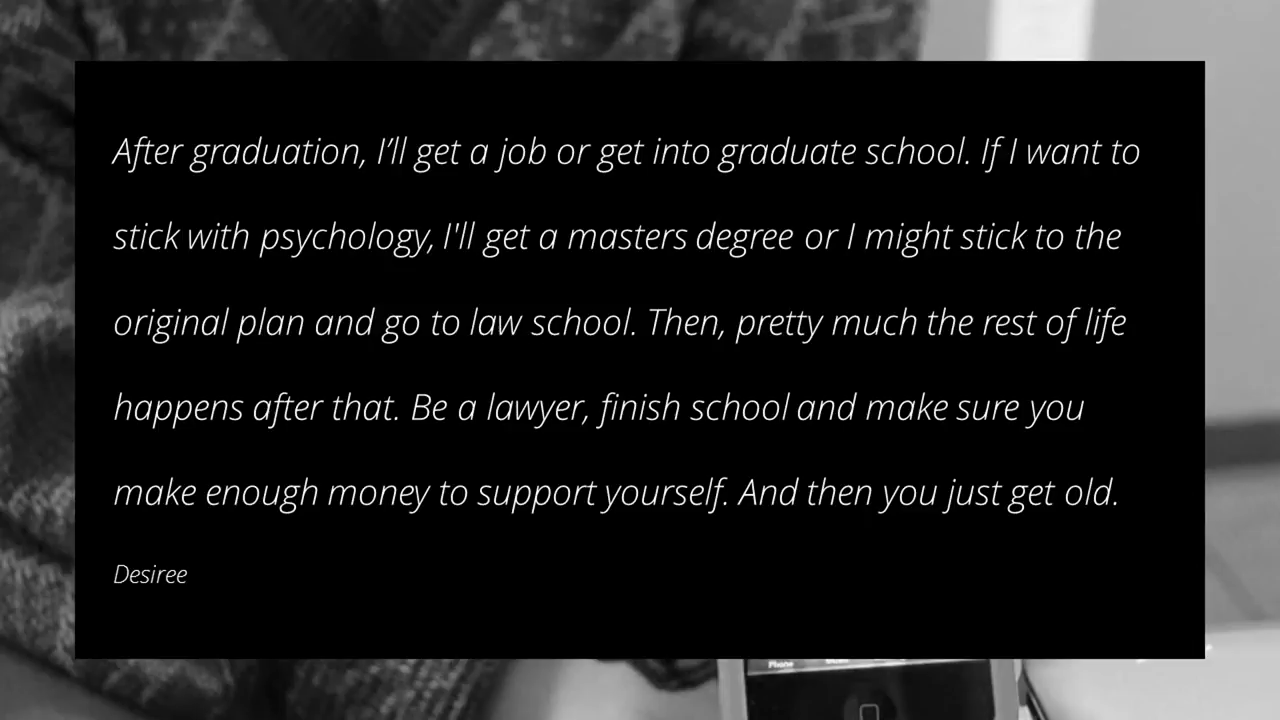 After graduation, I’ll get a job or get into graduate school. If I want to
stick with psychology, I'll get a masters degree or I might stick to the
original plan and go to law school. Then, pretty much the rest of life
happens after that. Be a lawyer, finish school and make sure you
make enough money to support yourself. And then you just get old.
Desiree
Phone